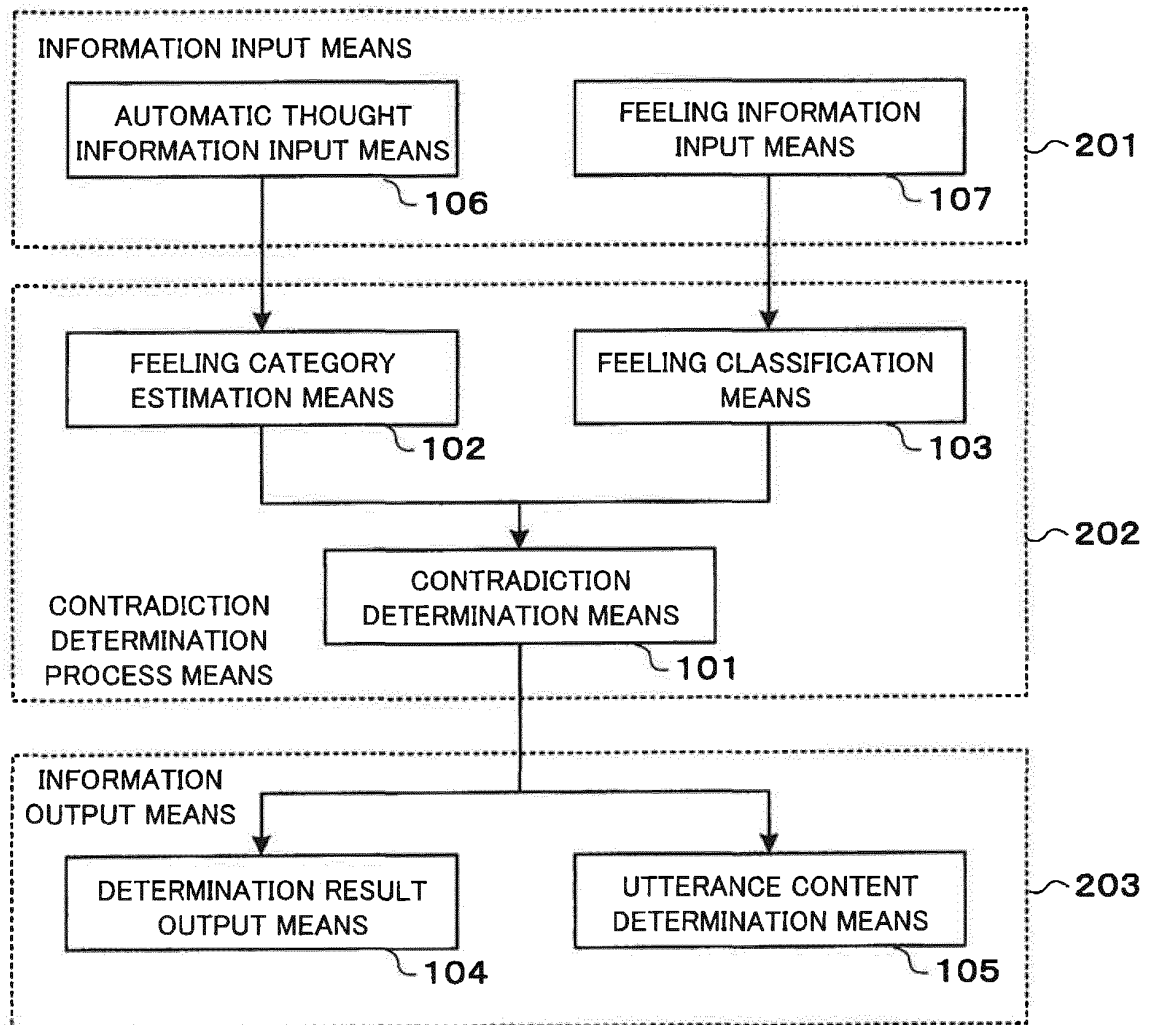 INFORMATION INPUT MEANS
AUTOMATIC THOUGHT
INFORMATION INPUT MEANS
106
FEELING INFORMATION
INPUT MEANS
107
201
FEELING CATEGORY
ESTIMATION MEANS
102
FEELING CLASSIFICATION
MEANS
103
202
CONTRADICTION
DETERMINATION MEANS
101
CONTRADICTION
DETERMINATION
PROCESS MEANS
INFORMATION
OUTPUT MEANS
DETERMINATION RESULT
OUTPUT MEANS
104
UTTERANCE CONTENT
DETERMINATION MEANS
105
203